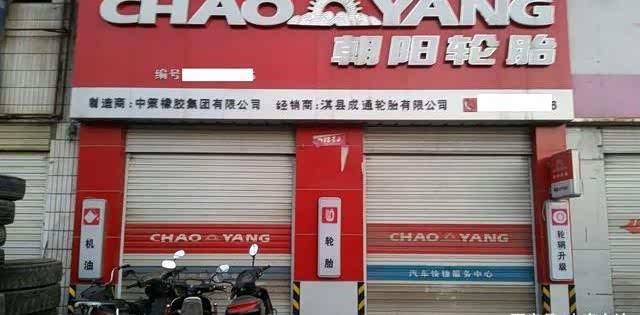 CHAO YANG
朝阳轮胎
编号
制造商：中策橡胶集团有限公司 经销商：淇县成通轮胎有限公司
机油
CHAO YANG
轮胎
CHAO YANG
汽车快捷服务中心
轮辋升级